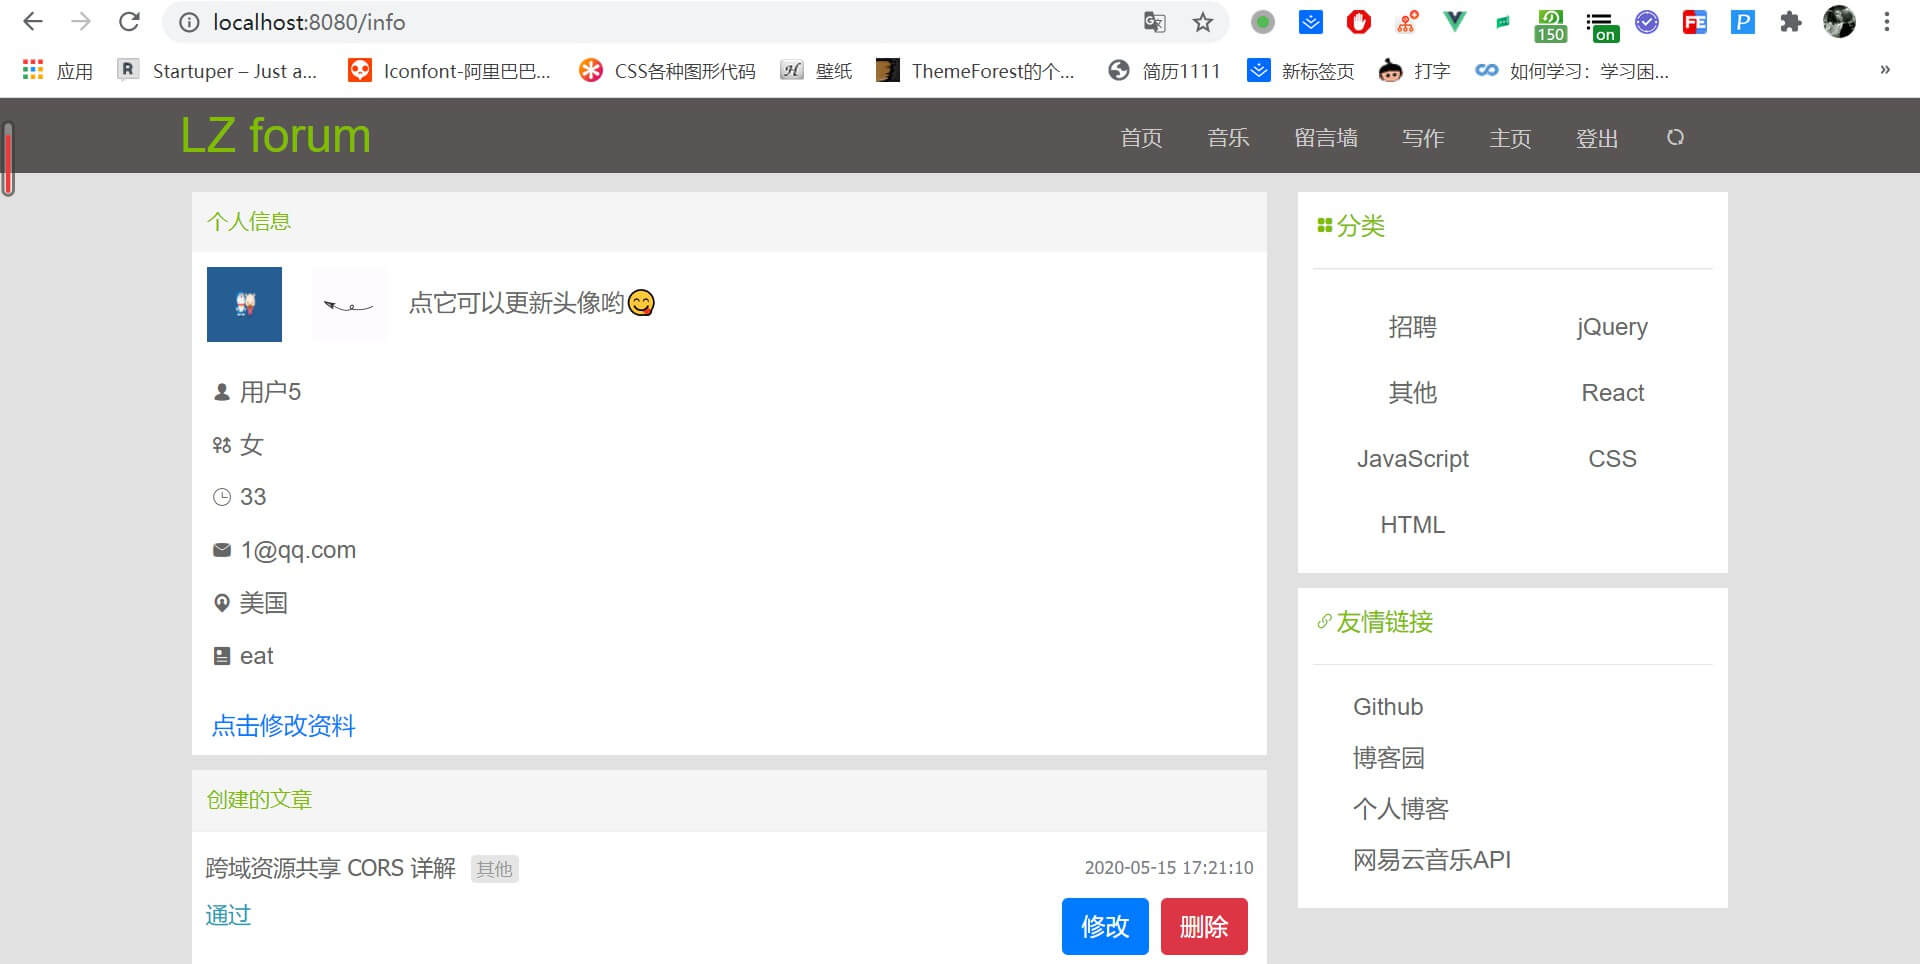 localhost:8080/info
150
on
应用
Startuper – Just a...
Iconfont-阿里巴巴...
CSS各种图形代码
壁纸
ThemeForest的个...
简历1111
新标签页
打字
如何学习：学习困...
»
LZ forum
首页
音乐
留言墙
写作
主页
登出
个人信息
点它可以更新头像哟😋
用户5
女
33
1@qq.com
美国
eat
点击修改资料
创建的文章
跨域资源共享 CORS 详解
其他
2020-05-15 17:21:10
通过
修改
删除
分类
招聘
jQuery
其他
React
JavaScript
CSS
HTML
友情链接
Github
博客园
个人博客
网易云音乐API